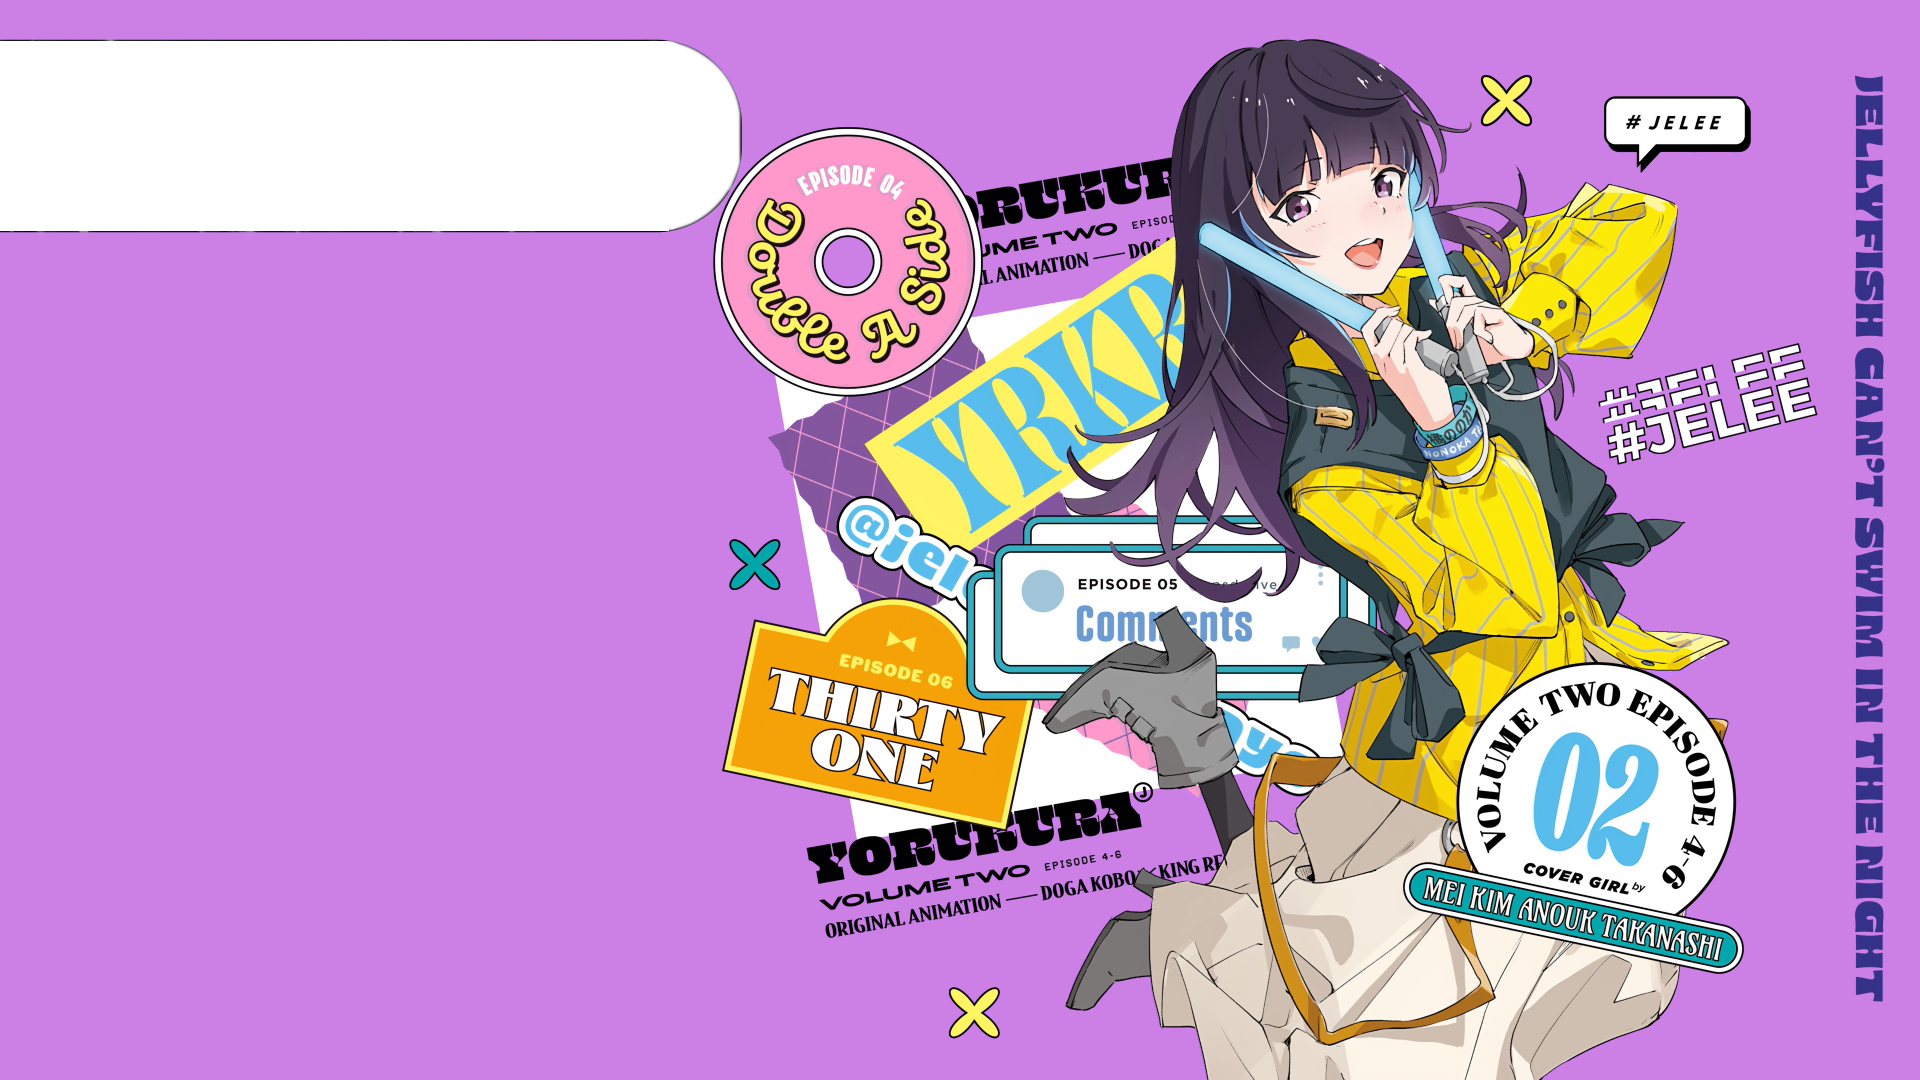 #JELEE
EPISODE 04
Double A Side
VOLUME TWO
ORIGINAL ANIMATION
YRKR
@jel
#JELEE
#JELEE
NONOKA
EPISODE 05
Comments
EPISODE 06
THIRTY
ONE
YORUKURA
VOLUME TWO EPISODE 4-6
ORIGINAL ANIMATION — DOGA KOBO × KING RE
VOLUME TWO EPISODE 4-6
02
COVER GIRL by
MEI KIM ANOUK TAKANASHI
JELLYFISH CAN'T SWIM IN THE NIGHT